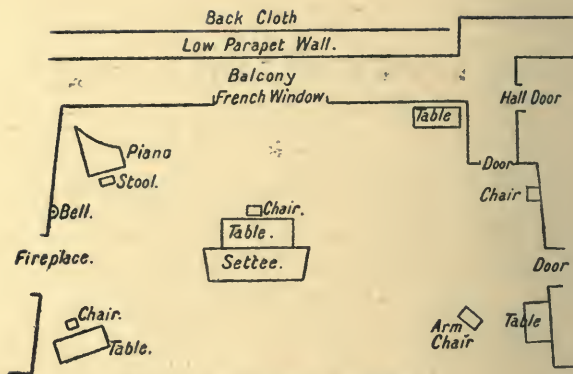 Back Cloth
Low Parapet Wall.
Balcony
French Window
Hall Door
Table
Piano
Door
Stool.
Chair
Bell.
Chair.
Table.
Fireplace.
Settee.
Door
Chair.
Arm
Chair
Table
Table.